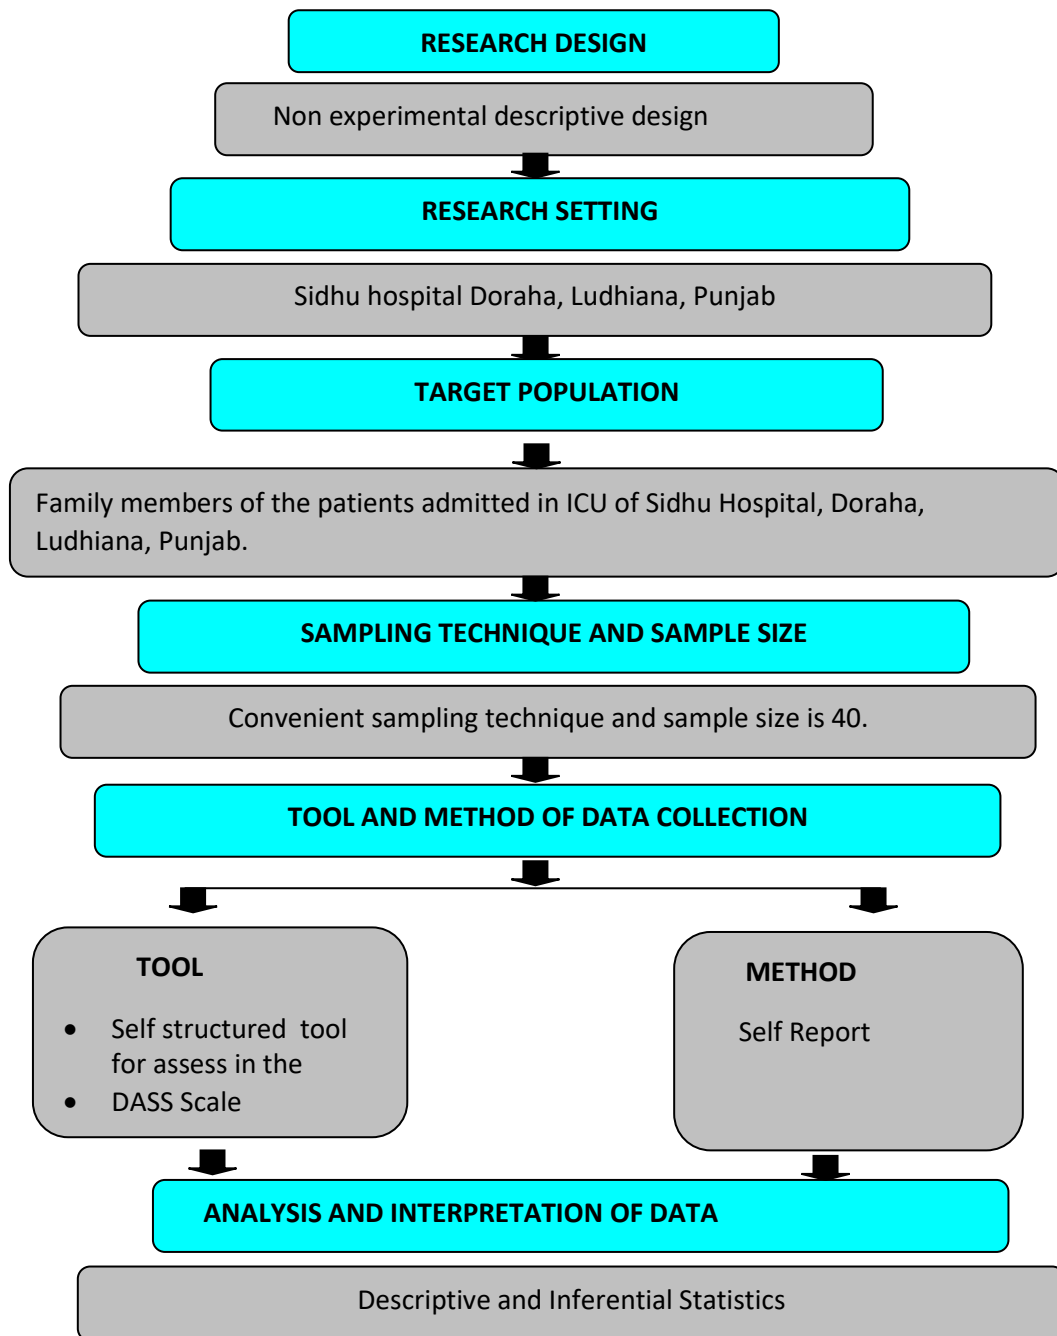 RESEARCH DESIGN
Non experimental descriptive design
RESEARCH SETTING
Sidhu hospital Doraha, Ludhiana, Punjab
TARGET POPULATION
Family members of the patients admitted in ICU of Sidhu Hospital, Doraha,
Ludhiana, Punjab.
SAMPLING TECHNIQUE AND SAMPLE SIZE
Convenient sampling technique and sample size is 40.
TOOL AND METHOD OF DATA COLLECTION
TOOL
• Self structured tool
for assess in the
• DASS Scale
METHOD
Self Report
ANALYSIS AND INTERPRETATION OF DATA
Descriptive and Inferential Statistics